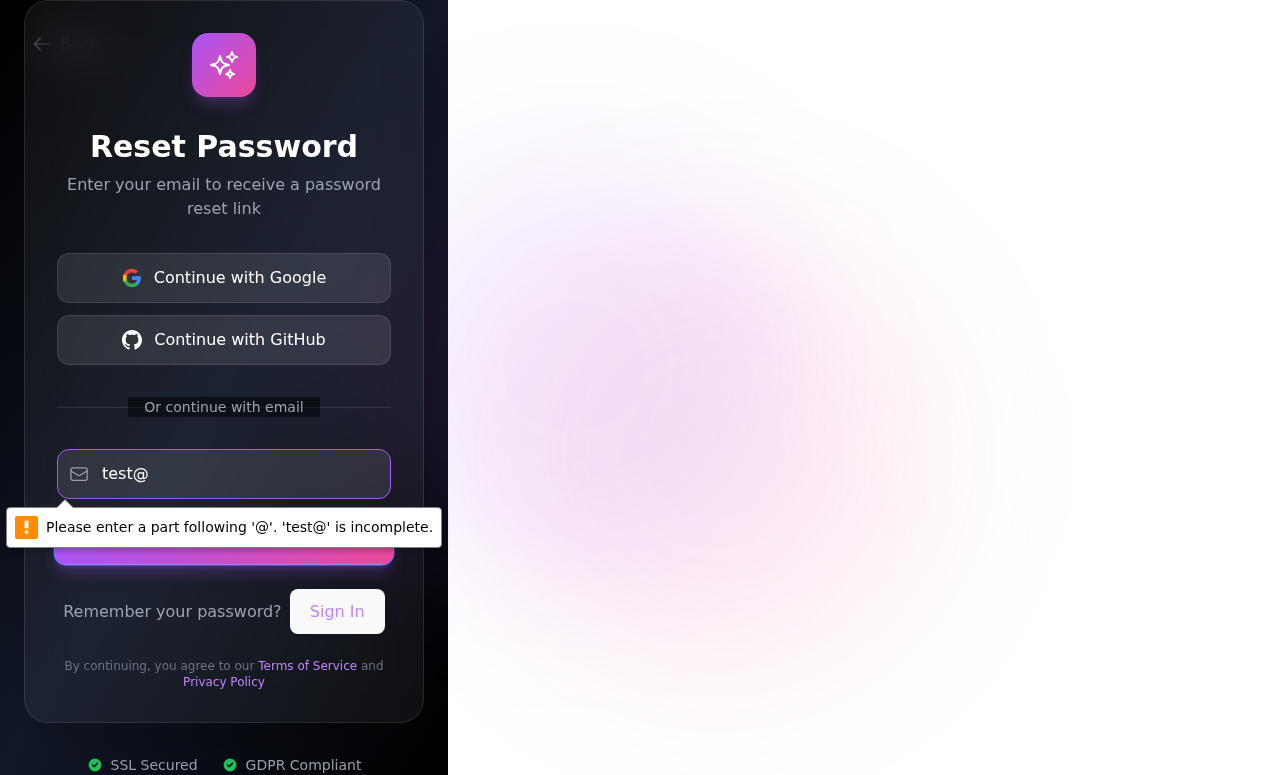 Back
Reset Password
Enter your email to receive a password
reset link
Continue with Google
Continue with GitHub
Or continue with email
test@
Please enter a part following '@'. 'test@' is incomplete.
Remember your password? Sign In
By continuing, you agree to our Terms of Service and
Privacy Policy
SSL Secured GDPR Compliant